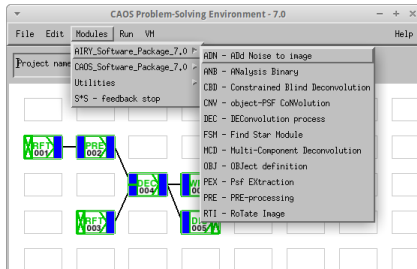 CAOS Problem-Solving Environment - 7.0
File Edit Modules Run VM Help
Project name
AIRY_Software_Package_7.0
CAOS_Software_Package_7.0
Utilities
S*S - feedback stop
ADN - ADd Noise to image
ANB - ANalysis Binary
CBD - Constrained Blind Deconvolution
CNV - object-PSF CoNVolution
DEC - DEConvolution process
FSM - Find Star Module
MCD - Multi-Component Deconvolution
OBJ - OBJect definition
PEX - Psf EXtraction
PRE - PRE-processing
RTI - RoTate Image
RFT
001
PRE
002
DEC
004
RFT
003
005